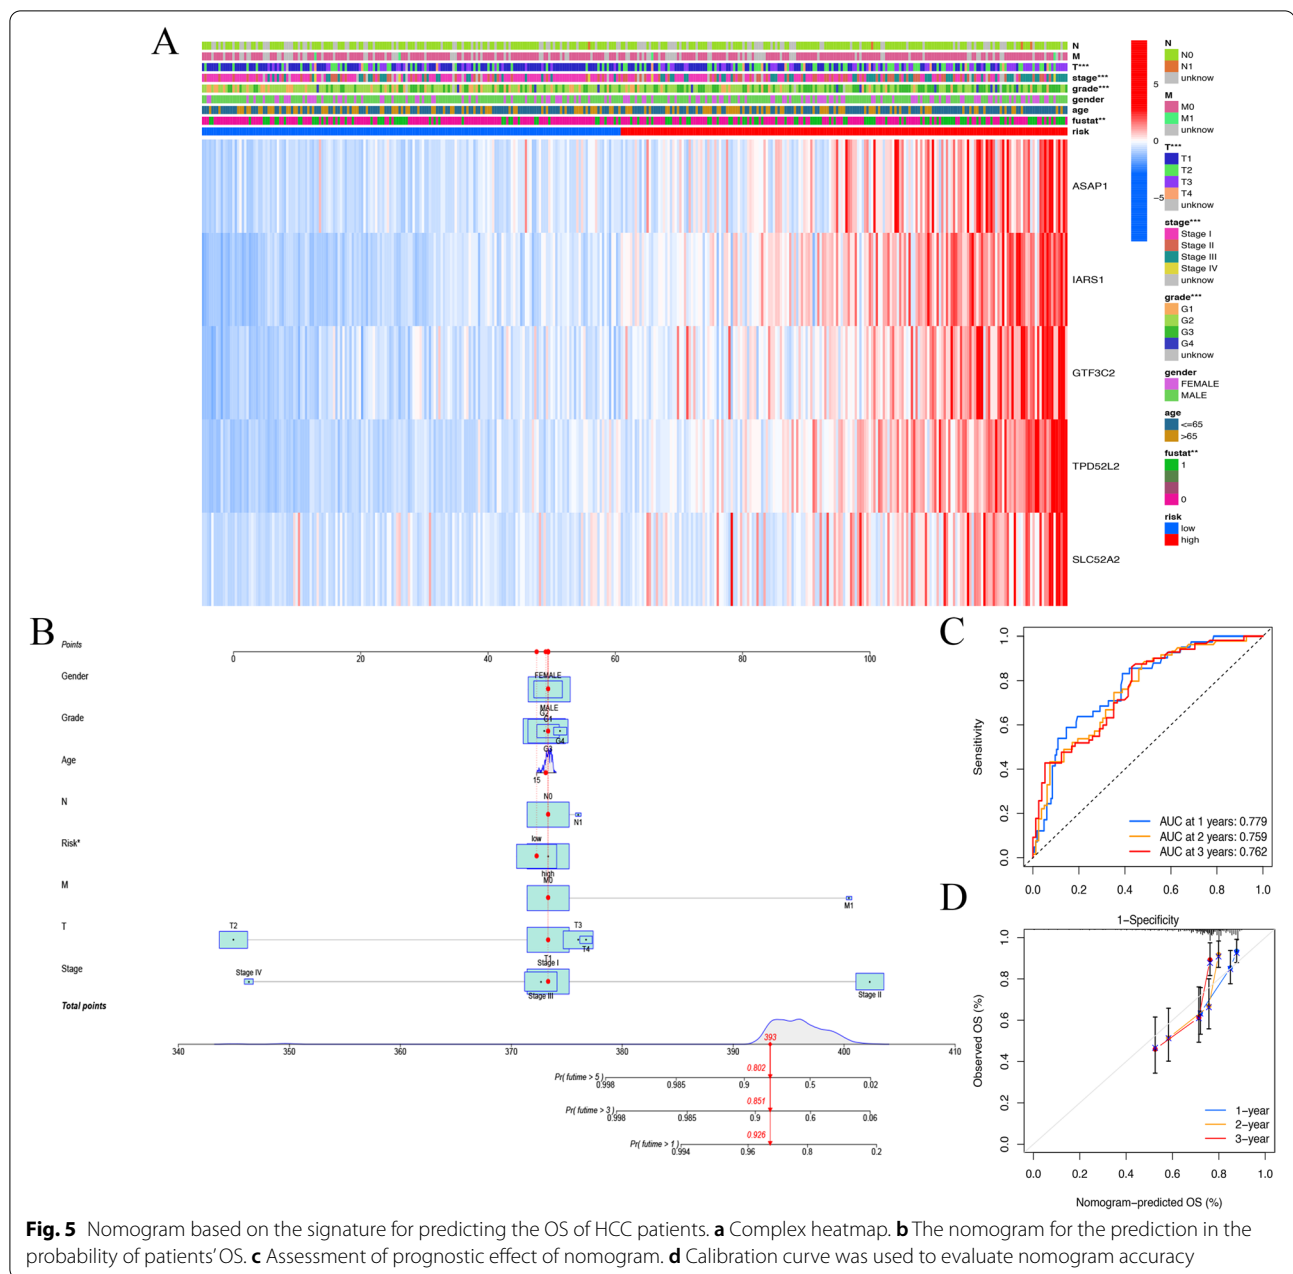 A
N
M
T***
stage***
grade***
gender
age
fustat**
risk
ASAP1
IARS1
GTF3C2
TPD52L2
SLC52A2
5
0
−5
N
N0
N1
unknow
M
M0
M1
unknow
T***
T1
T2
T3
T4
unknow
stage***
Stage I
Stage II
Stage III
Stage IV
unknow
grade***
G1
G2
G3
G4
unknow
gender
FEMALE
MALE
age
<=65
>65
fustat**
1
0
risk
low
high
B
Points
0 20 40 60 80 100
Gender
FEMALE
MALE
Grade
G2
G1
G4
G3
Age
15
N
N0
N1
Risk*
low
high
M
M0
M1
T
T2
T3
T4
T1
Stage
Stage I
Stage IV
Stage III
Stage II
Total points
393
340 350 360 370 380 390 400 410
0.802
Pr( futime > 5)
0.998 0.985 0.9 0.5 0.02
0.851
Pr( futime > 3)
0.998 0.985 0.9 0.6 0.06
0.926
Pr( futime > 1)
0.994 0.96 0.8 0.2
C
Sensitivity
0.0 0.2 0.4 0.6 0.8 1.0
AUC at 1 years: 0.779
AUC at 2 years: 0.759
AUC at 3 years: 0.762
0.0 0.2 0.4 0.6 0.8 1.0
1−Specificity
D
Observed OS (%)
0.0 0.2 0.4 0.6 0.8 1.0
1−year
2−year
3−year
0.0 0.2 0.4 0.6 0.8 1.0
Nomogram−predicted OS (%)
Fig. 5 Nomogram based on the signature for predicting the OS of HCC patients. a Complex heatmap. b The nomogram for the prediction in the
probability of patients’ OS. c Assessment of prognostic effect of nomogram. d Calibration curve was used to evaluate nomogram accuracy